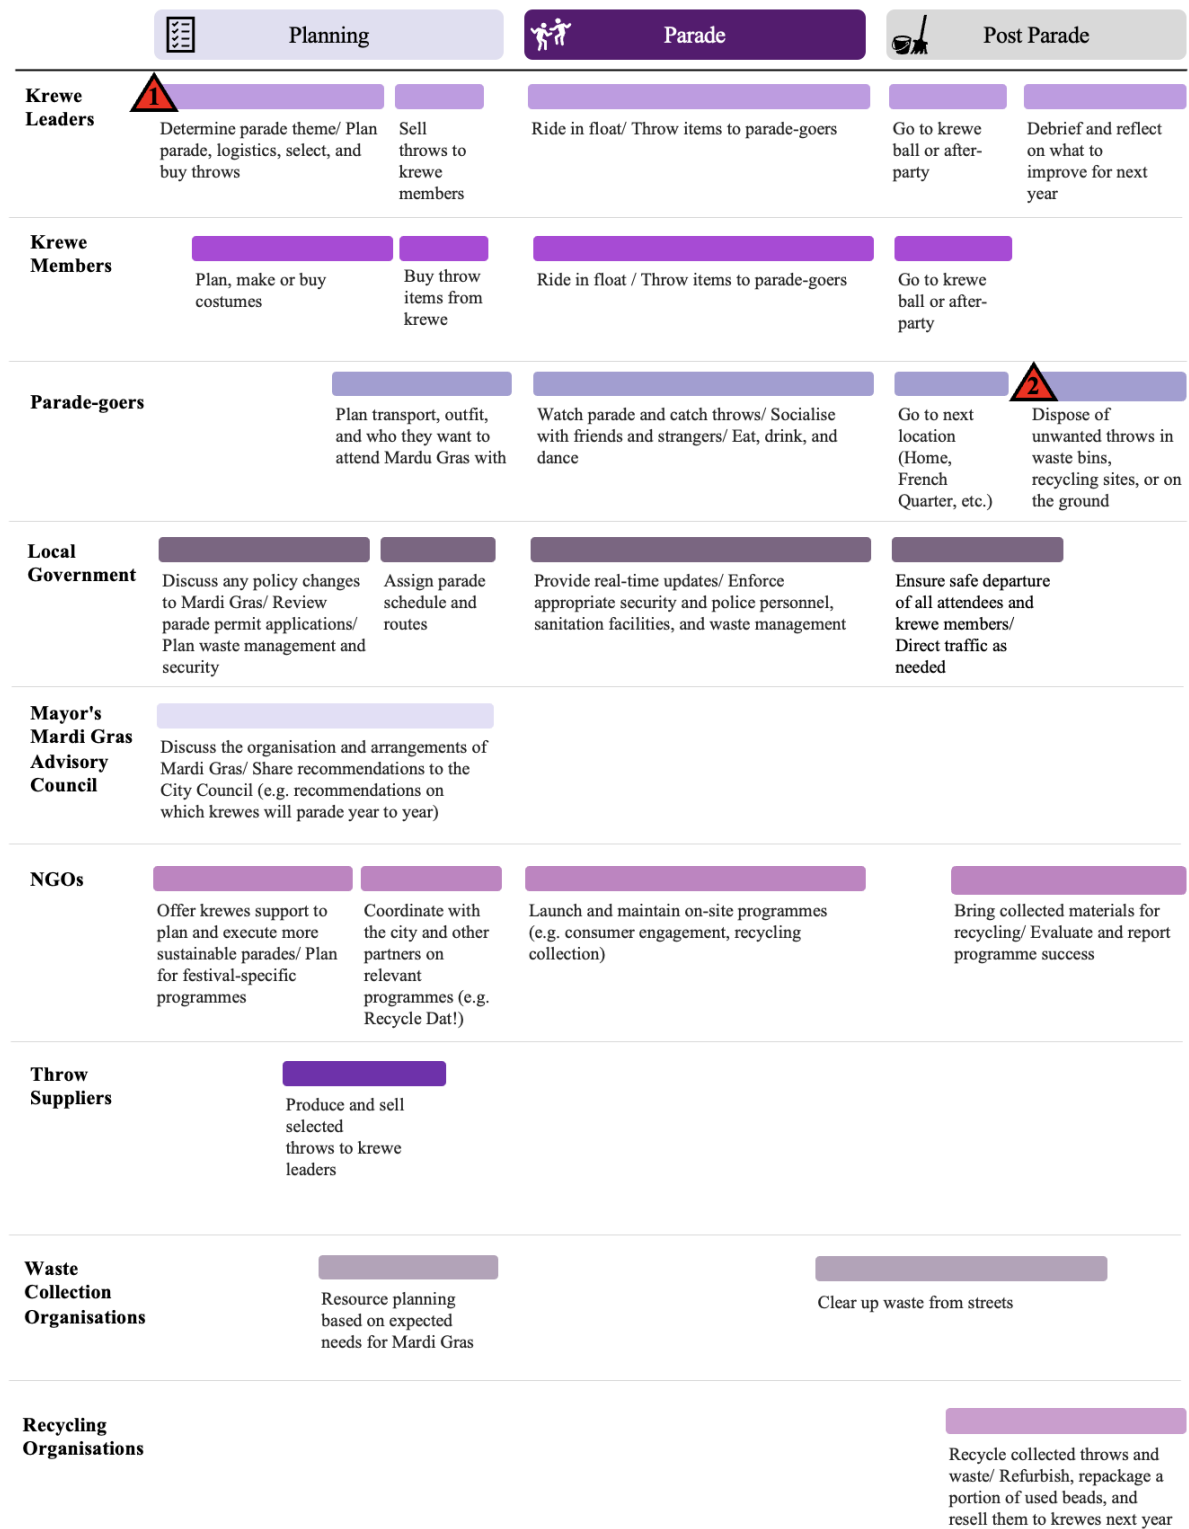 Planning
Parade
Post Parade
Krewe
Leaders
1
Determine parade theme/ Plan
parade, logistics, select, and
buy throws
Sell
throws to
krewe
members
Ride in float/ Throw items to parade-goers
Go to krewe
ball or after-
party
Debrief and reflect
on what to
improve for next
year
Krewe
Members
Plan, make or buy
costumes
Buy throw
items from
krewe
Ride in float / Throw items to parade-goers
Go to krewe
ball or after-
party
Parade-goers
Plan transport, outfit,
and who they want to
attend Mardu Gras with
Watch parade and catch throws/ Socialise
with friends and strangers/ Eat, drink, and
dance
Go to next
location
(Home,
French
Quarter, etc.)
2
Dispose of
unwanted throws in
waste bins,
recycling sites, or on
the ground
Local
Government
Discuss any policy changes
to Mardi Gras/ Review
parade permit applications/
Plan waste management and
security
Assign parade
schedule and
routes
Provide real-time updates/ Enforce
appropriate security and police personnel,
sanitation facilities, and waste management
Ensure safe departure
of all attendees and
krewe members/
Direct traffic as
needed
Mayor's
Mardi Gras
Advisory
Council
Discuss the organisation and arrangements of
Mardi Gras/ Share recommendations to the
City Council (e.g. recommendations on
which krewes will parade year to year)
NGOs
Offer krewes support to
plan and execute more
sustainable parades/ Plan
for festival-specific
programmes
Coordinate with
the city and other
partners on
relevant
programmes (e.g.
Recycle Dat!)
Launch and maintain on-site programmes
(e.g. consumer engagement, recycling
collection)
Bring collected materials for
recycling/ Evaluate and report
programme success
Throw
Suppliers
Produce and sell
selected
throws to krewe
leaders
Waste
Collection
Organisations
Resource planning
based on expected
needs for Mardi Gras
Clear up waste from streets
Recycling
Organisations
Recycle collected throws and
waste/ Refurbish, repackage a
portion of used beads, and
resell them to krewes next year